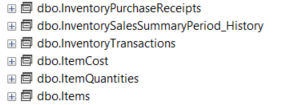 dbo.InventoryPurchaseReceipts
dbo.InventorySalesSummaryPeriod_History
dbo.InventoryTransactions
dbo.ItemCost
dbo.ItemQuantities
dbo.Items